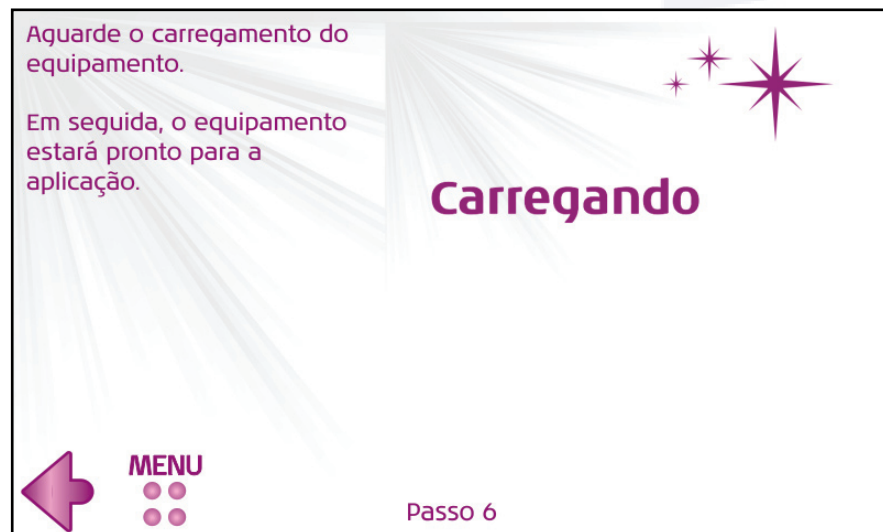 Aguarde o carregamento do
equipamento.
Em seguida, o equipamento
estará pronto para a
aplicação.
Carregando
MENU
Passo 6